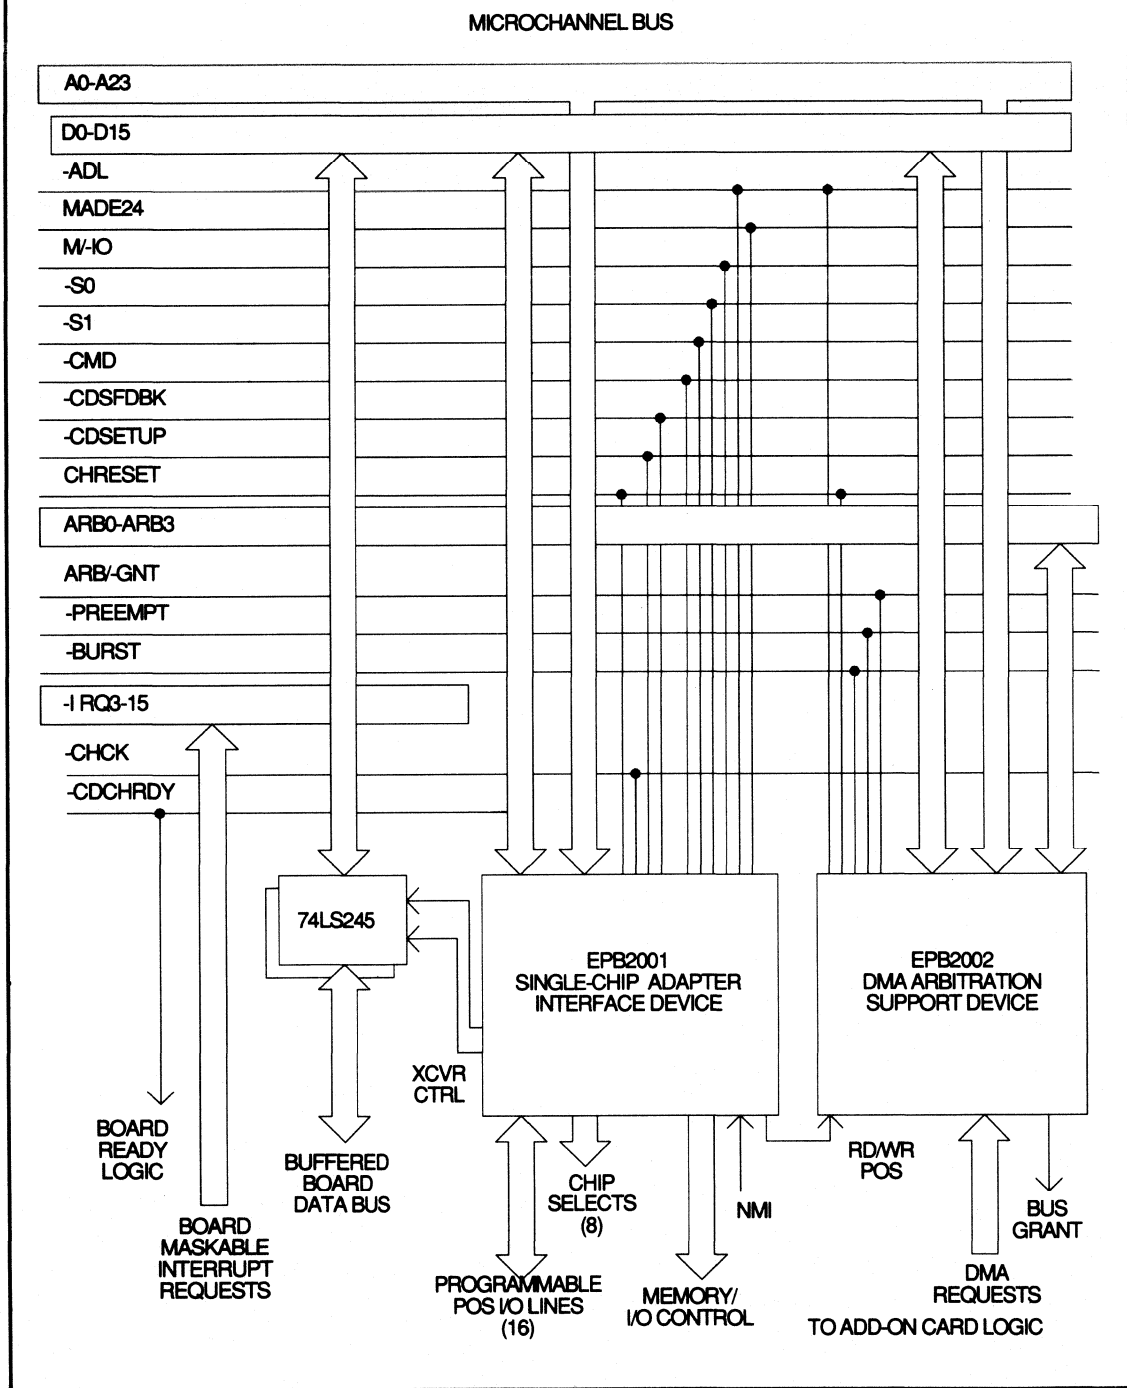 MICROCHANNEL BUS
A0-A23
D0-D15
-ADL
MADE24
M/-IO
-S0
-S1
-CMD
-CDSFDBK
-CDSETUP
CHRESET
ARB0-ARB3
ARB/-GNT
-PREEMPT
-BURST
-I RQ3-15
-CHCK
-CDCHRDY
74LS245
EPB2001
SINGLE-CHIP ADAPTER
INTERFACE DEVICE
EPB2002
DMA ARBITRATION
SUPPORT DEVICE
XCVR
CTRL
BOARD
READY
LOGIC
BUFFERED
BOARD
DATA BUS
CHIP
SELECTS
(8)
NMI
RD/WR
POS
BUS
GRANT
BOARD
MASKABLE
INTERRUPT
REQUESTS
PROGRAMMABLE
POS I/O LINES
(16)
MEMORY/
I/O CONTROL
DMA
REQUESTS
TO ADD-ON CARD LOGIC